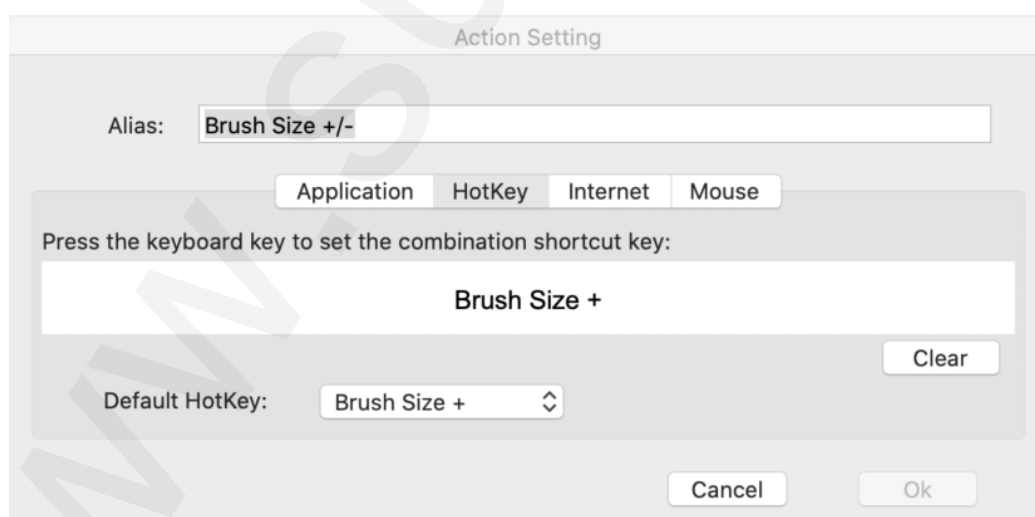 Action Setting
Alias: Brush Size +/-
Application HotKey Internet Mouse
Press the keyboard key to set the combination shortcut key:
Brush Size +
Clear
Default HotKey: Brush Size +
Cancel Ok